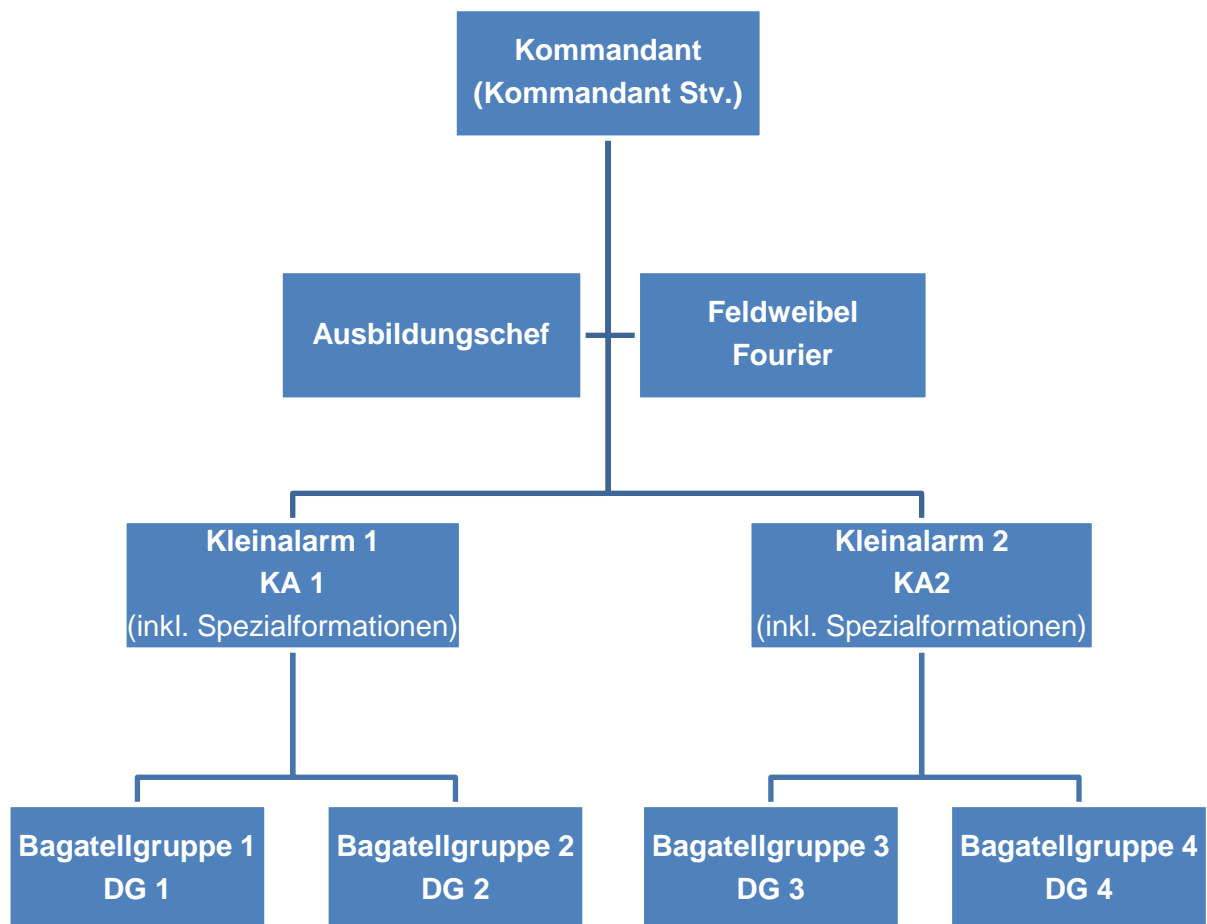 Kommandant
(Kommandant Stv.)
Ausbildungschef
Feldweibel
Fourier
Kleinalarm 1
KA 1
(inkl. Spezialformationen)
Kleinalarm 2
KA2
(inkl. Spezialformationen)
Bagatellgruppe 1
DG 1
Bagatellgruppe 2
DG 2
Bagatellgruppe 3
DG 3
Bagatellgruppe 4
DG 4